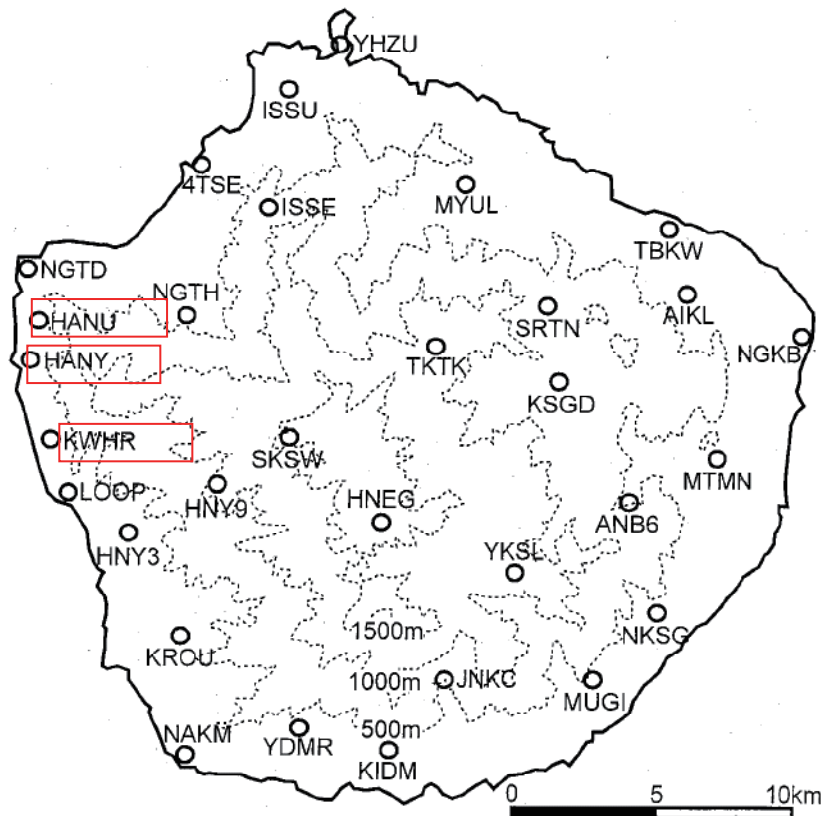 YHZU
ISSU
4TSE
ISSE
MYUL
TBKW
NGTD
NGTH
AIKL
HANU
SRTN
NGKB
HANY
TKTK
KSGD
KWHR
SKSW
MTMN
LOOP
HNY9
HNEG
ANB6
HNY3
YKSL
1500m
NKSG
KROU
1000m
JNKC
MUGI
NAKM
YDMR
500m
KIDM
0 5 10km